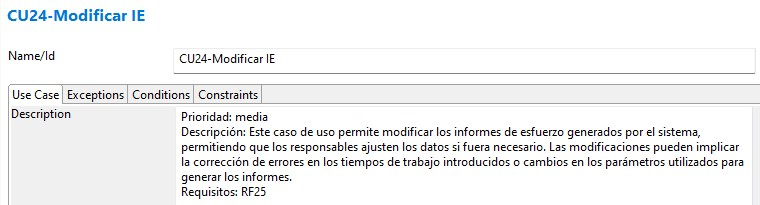 CU24-Modificar IE
Name/Id
CU24-Modificar IE
Use Case Exceptions Conditions Constraints
Description
Prioridad: media
Descripción: Este caso de uso permite modificar los informes de esfuerzo generados por el sistema,
permitiendo que los responsables ajusten los datos si fuera necesario. Las modificaciones pueden implicar
la corrección de errores en los tiempos de trabajo introducidos o cambios en los parámetros utilizados para
generar los informes.
Requisitos: RF25